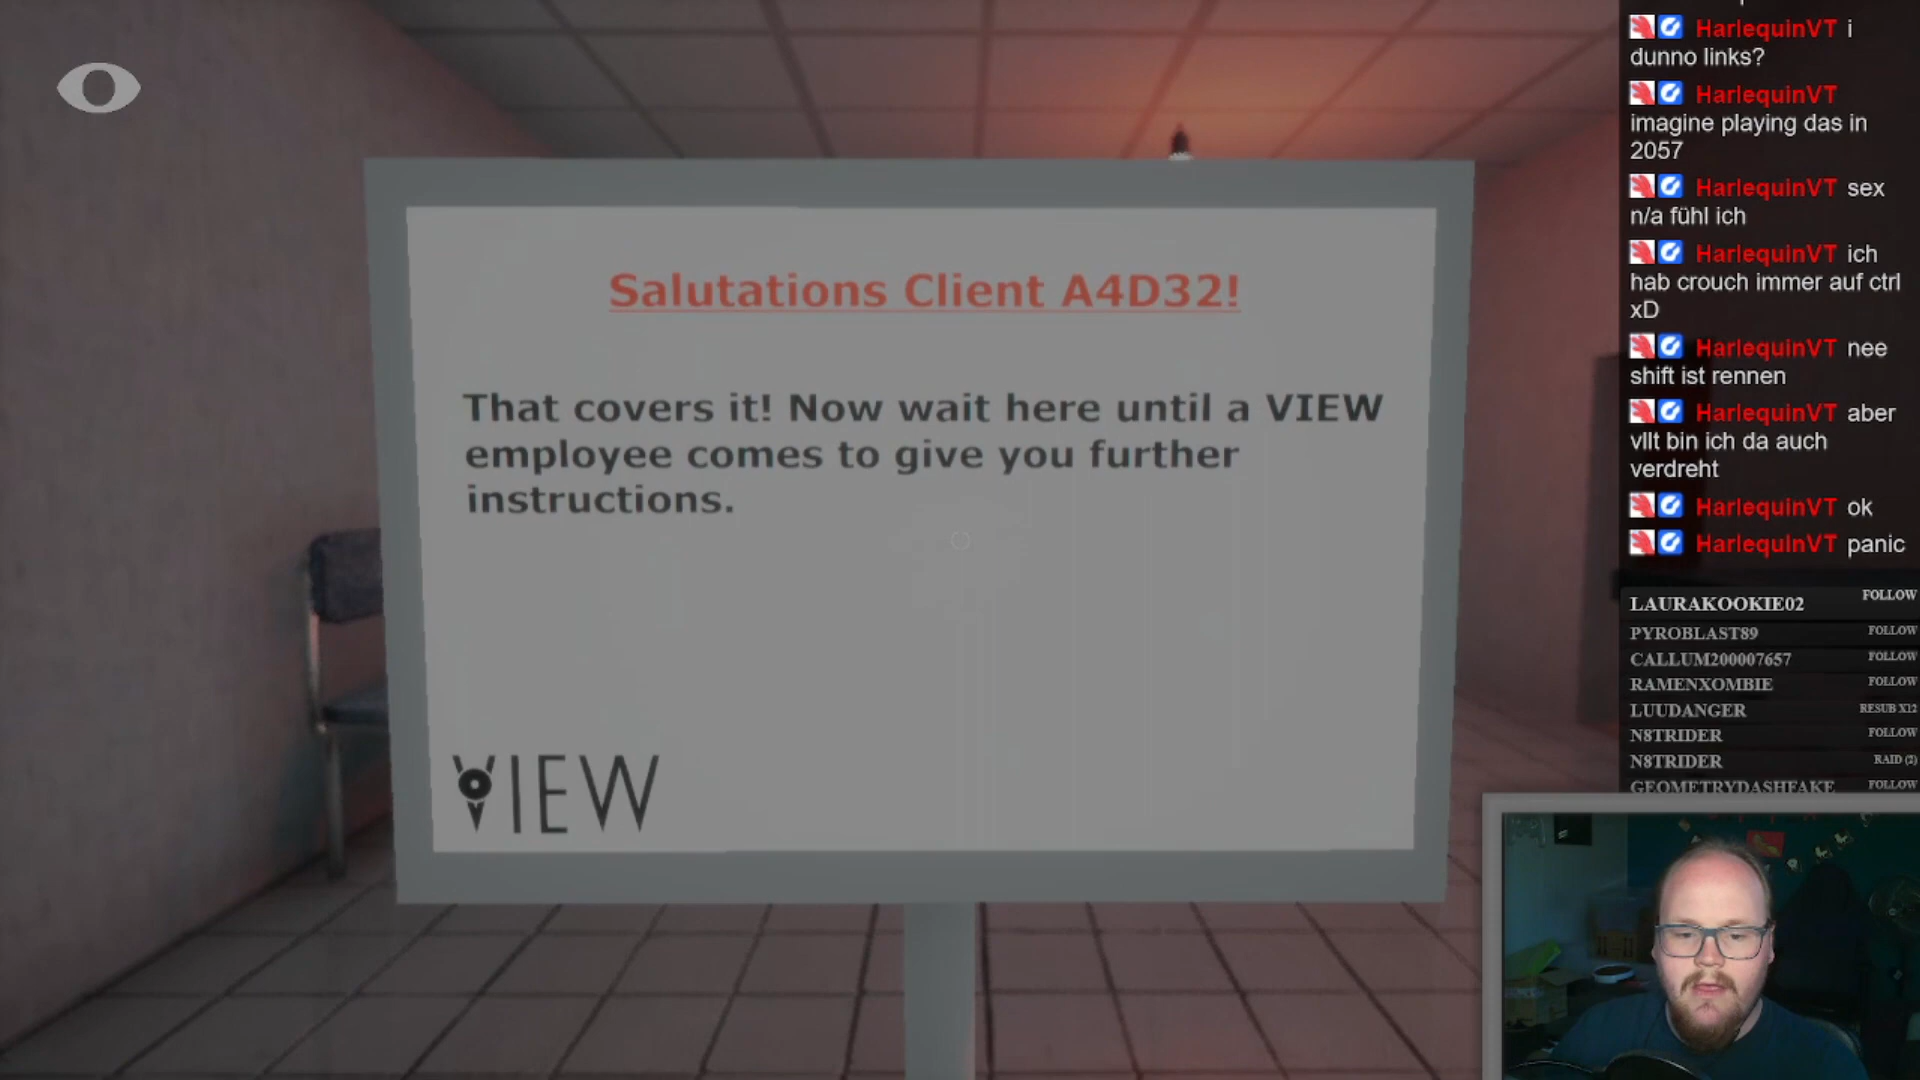 Salutations Client A4D32!
That covers it! Now wait here until a VIEW
employee comes to give you further
instructions.
VIEW
HarlequinVT i
dunno links?
HarlequinVT
imagine playing das in
2057
HarlequinVT sex
n/a fühl ich
HarlequinVT ich
hab crouch immer auf ctrl
xD
HarlequinVT nee
shift ist rennen
HarlequinVT aber
vllt bin ich da auch
verdreht
HarlequinVT ok
HarlequinVT panic
LAURAKOOKIE02 FOLLOW
PYROBLAST89 FOLLOW
CALLUM200007657 FOLLOW
RAMENXOMBIE FOLLOW
LUUDANGER RESUB X12
N8TRIDER FOLLOW
N8TRIDER RAID (2)
GEOMETRYDASHFAKE FOLLOW